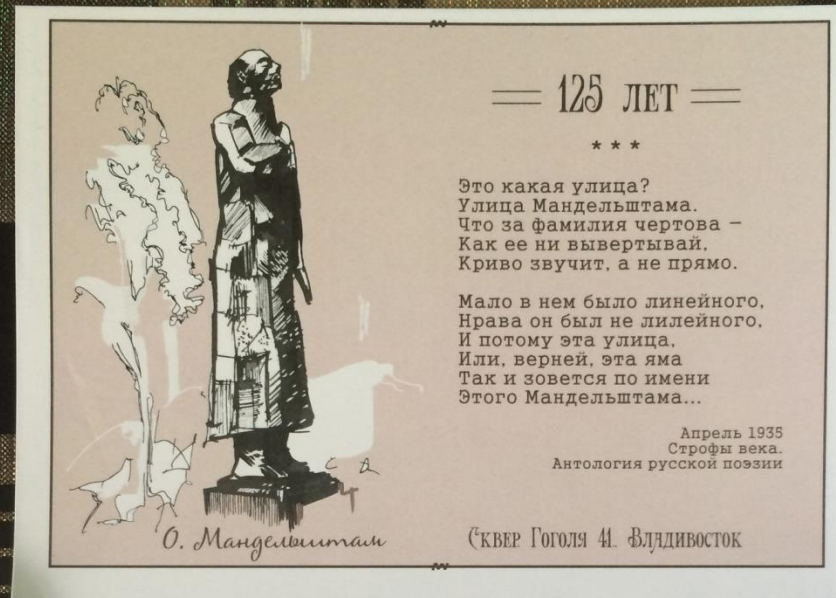 125 ЛЕТ
* * *
Это какая улица?
Улица Мандельштама.
Что за фамилия чертова –
Как ее ни вывертывай,
Криво звучит, а не прямо.
Мало в нем было линейного,
Нрава он был не лилейного,
И потому эта улица,
Или, верней, эта яма
Так и зовется по имени
Этого Мандельштама...
Апрель 1935
Строфы века.
Антология русской поэзии
О. Мандельштам
Сквер Гоголя 41. Владивосток